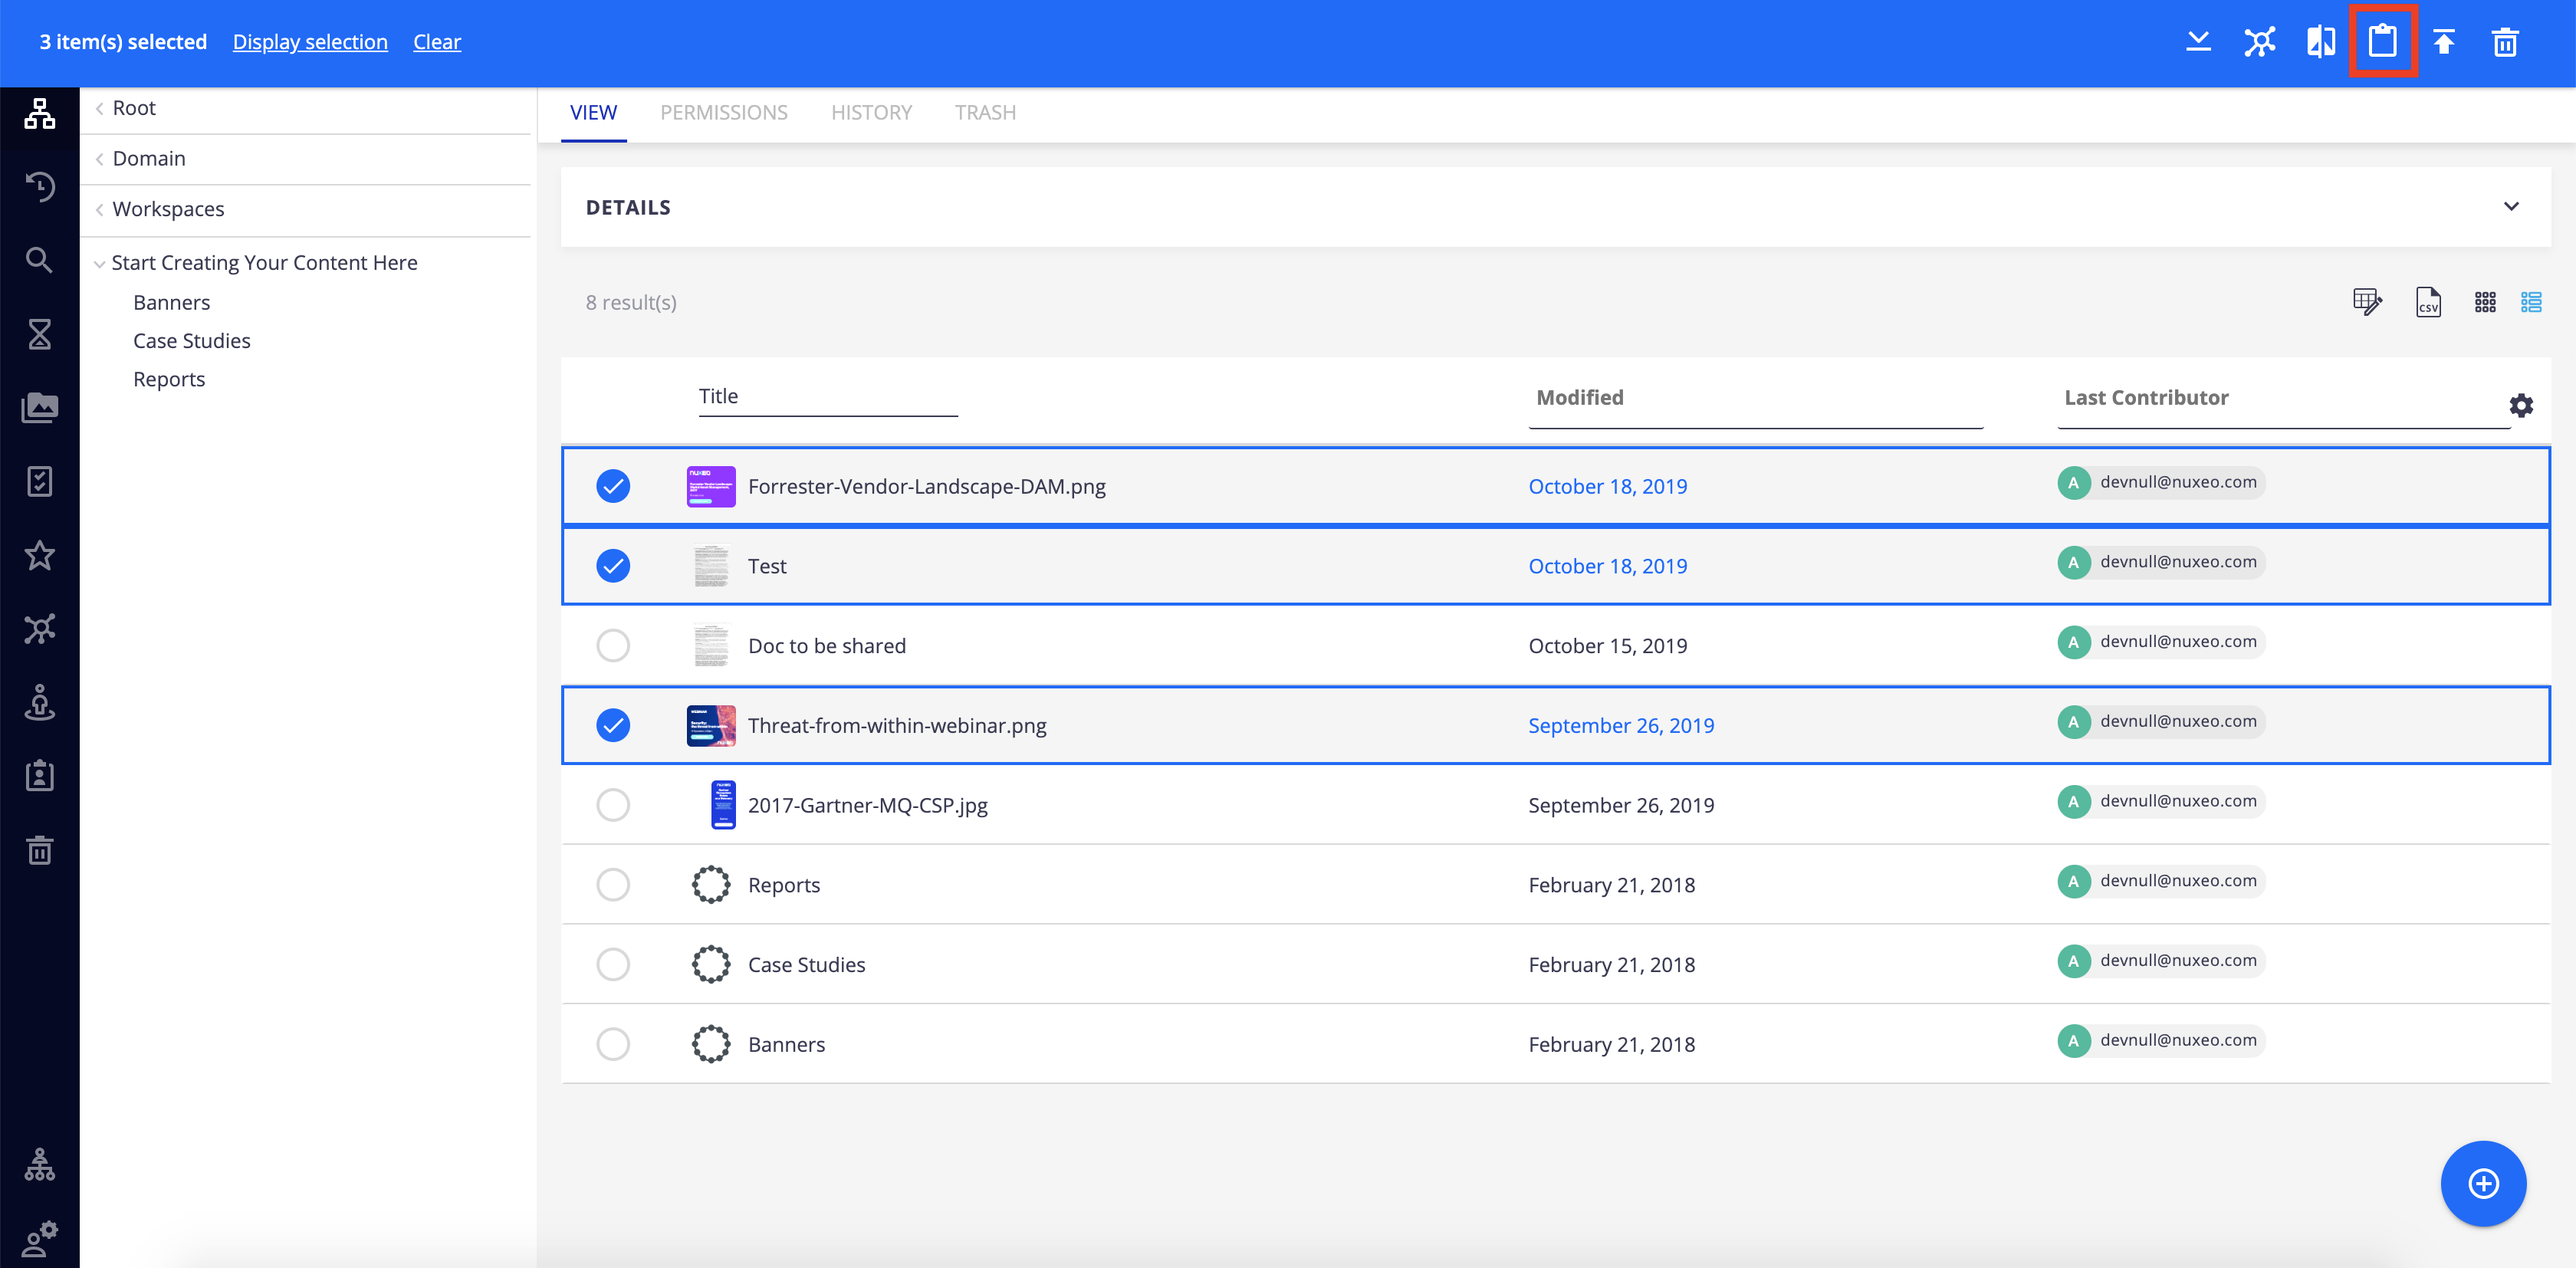 3 item(s) selected Display selection Clear
Root
Domain
Workspaces
Start Creating Your Content Here
Banners
Case Studies
Reports
VIEW PERMISSIONS HISTORY TRASH
DETAILS
8 result(s)
CSV
Title Modified Last Contributor
Forrester-Vendor-Landscape-DAM.png October 18, 2019 A devnull@nuxeo.com
Test October 18, 2019 A devnull@nuxeo.com
Doc to be shared October 15, 2019 A devnull@nuxeo.com
Threat-from-within-webinar.png September 26, 2019 A devnull@nuxeo.com
2017-Gartner-MQ-CSP.jpg September 26, 2019 A devnull@nuxeo.com
Reports February 21, 2018 A devnull@nuxeo.com
Case Studies February 21, 2018 A devnull@nuxeo.com
Banners February 21, 2018 A devnull@nuxeo.com